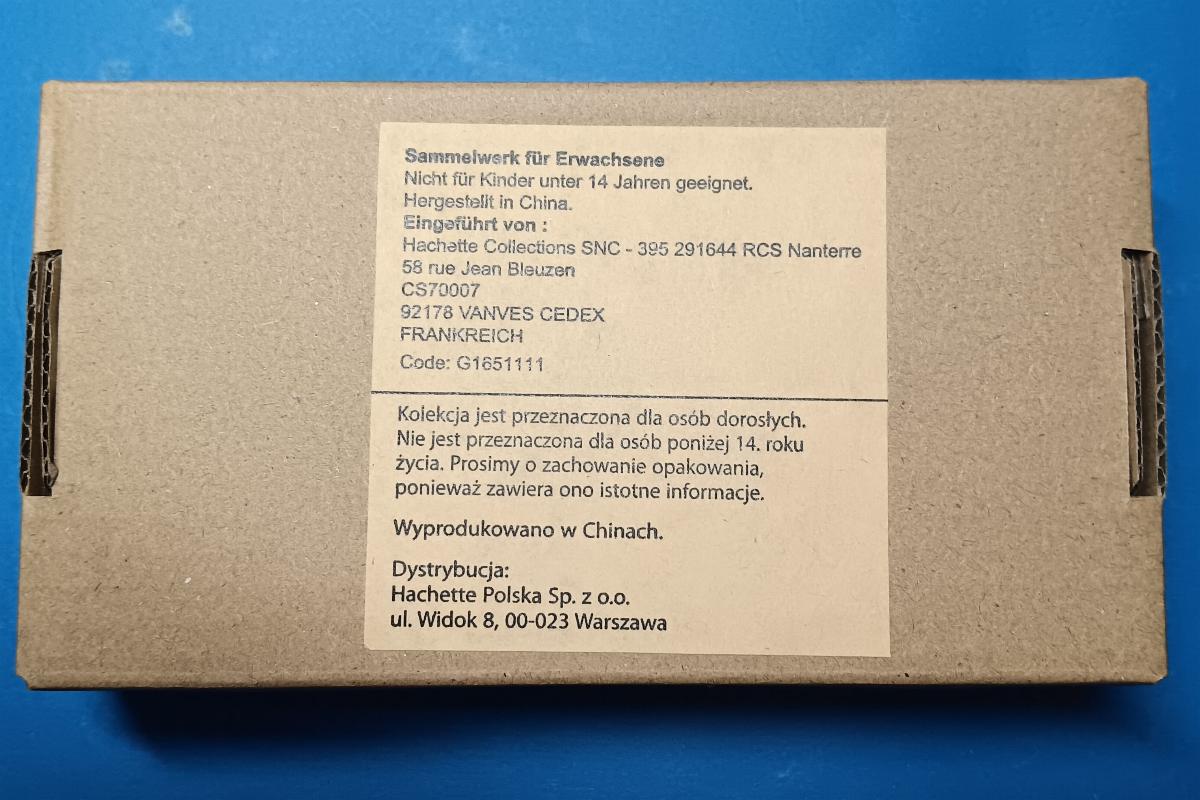 Sammelwerk für Erwachsene
Nicht für Kinder unter 14 Jahren geeignet.
Hergestellt in China.
Eingeführt von :
Hachette Collections SNC - 395 291644 RCS Nanterre
58 rue Jean Bleuzen
CS70007
92178 VANVES CEDEX
FRANKREICH
Code: G1651111
Kolekcja jest przeznaczona dla osób dorosłych.
Nie jest przeznaczona dla osób poniżej 14. roku
życia. Prosimy o zachowanie opakowania,
ponieważ zawiera ono istotne informacje.
Wyprodukowano w Chinach.
Dystrybucja:
Hachette Polska Sp. z o.o.
ul. Widok 8, 00-023 Warszawa